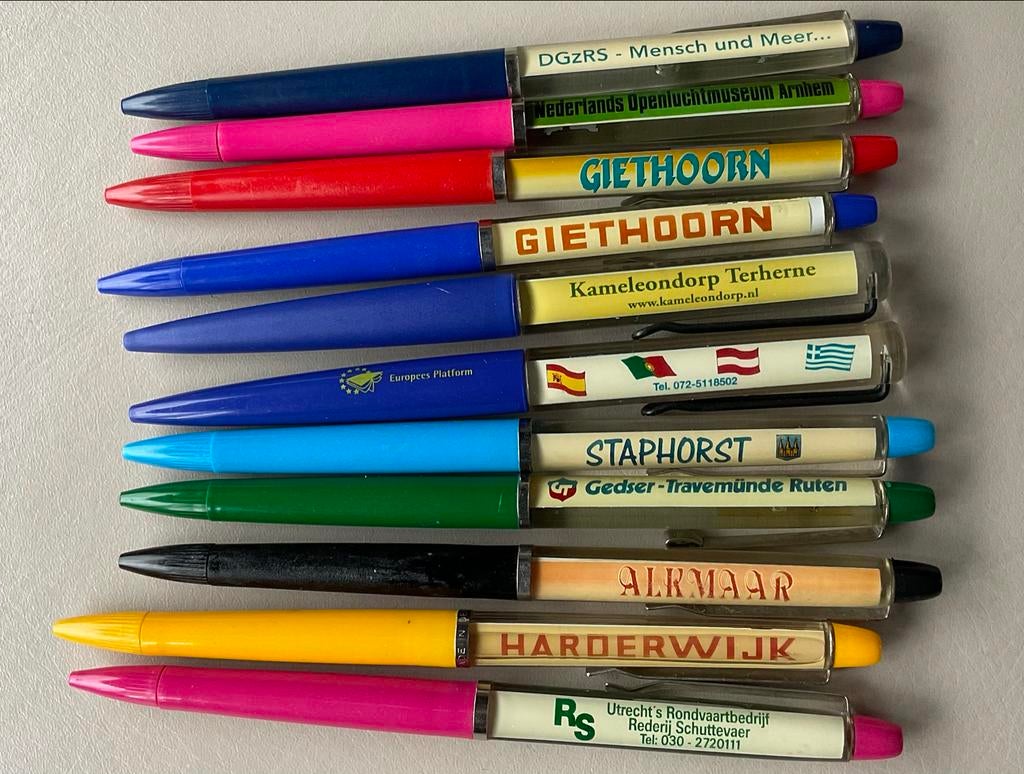 DGzRS - Mensch und Meer...
Nederlands Openluchtmuseum Arnhem
GIETHOORN
GIETHOORN
Kameleondorp Terherne
www.kameleondorp.nl
Europees Platform
Tel. 072-5118502
STAPHORST
GT Gedser-Travemünde Ruten
ALKMAAR
HARDERWIJK
RS
Utrecht's Rondvaartbedrijf
Rederij Schuttevaer
Tel: 030 - 2720111